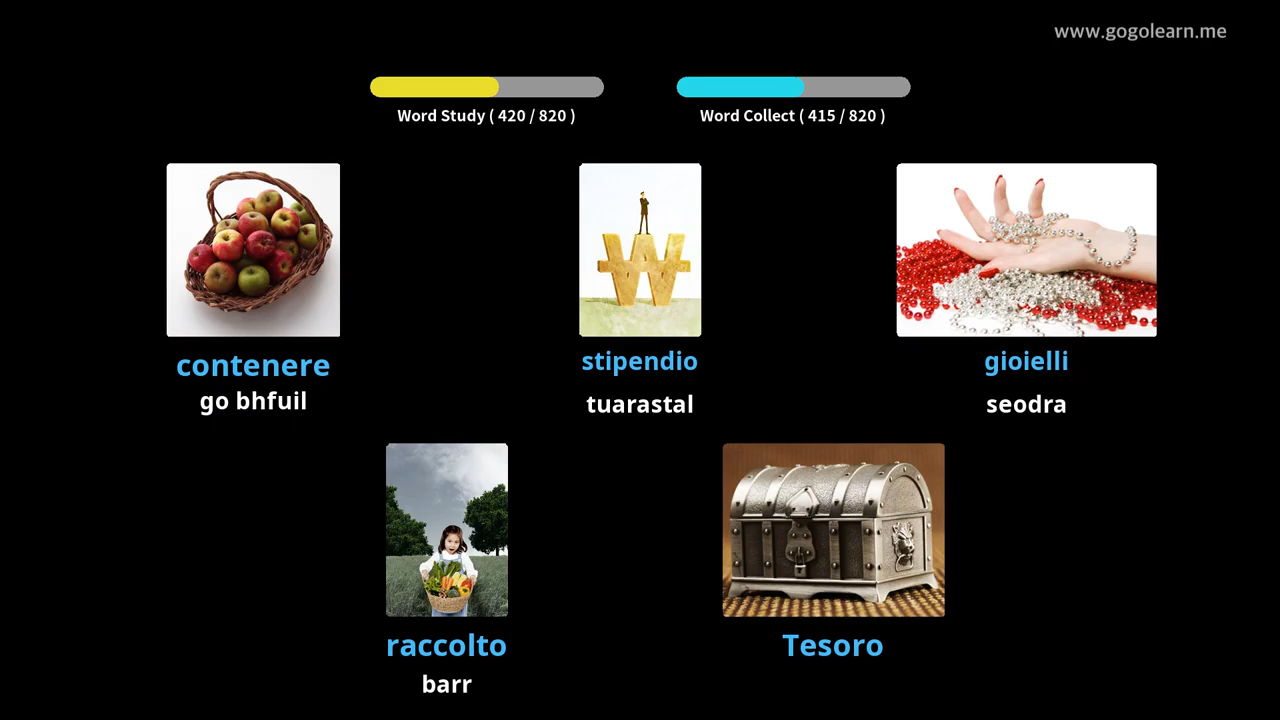 www.gogolearn.me
Word Study ( 420 / 820 )
Word Collect ( 415 / 820 )
contenere
go bhfuil
stipendio
tuarastal
gioielli
seodra
raccolto
barr
Tesoro